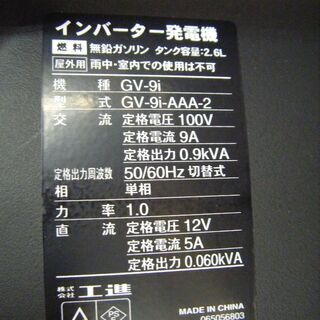 インバーター発電機
燃料 無鉛ガソリン タンク容量:2.6L
屋外用 雨中・室内での使用は不可
機種 GV-9i
型式 GV-9i-AAA-2
交流 定格電圧 100V
定格電流 9A
定格出力 0.9kVA
定格出力周波数 50/60Hz 切替式
相 単相
力率 1.0
直流 定格電圧 12V
定格電流 5A
定格出力 0.060kVA
株式会社 工進
PSE
MADE IN CHINA
065056803